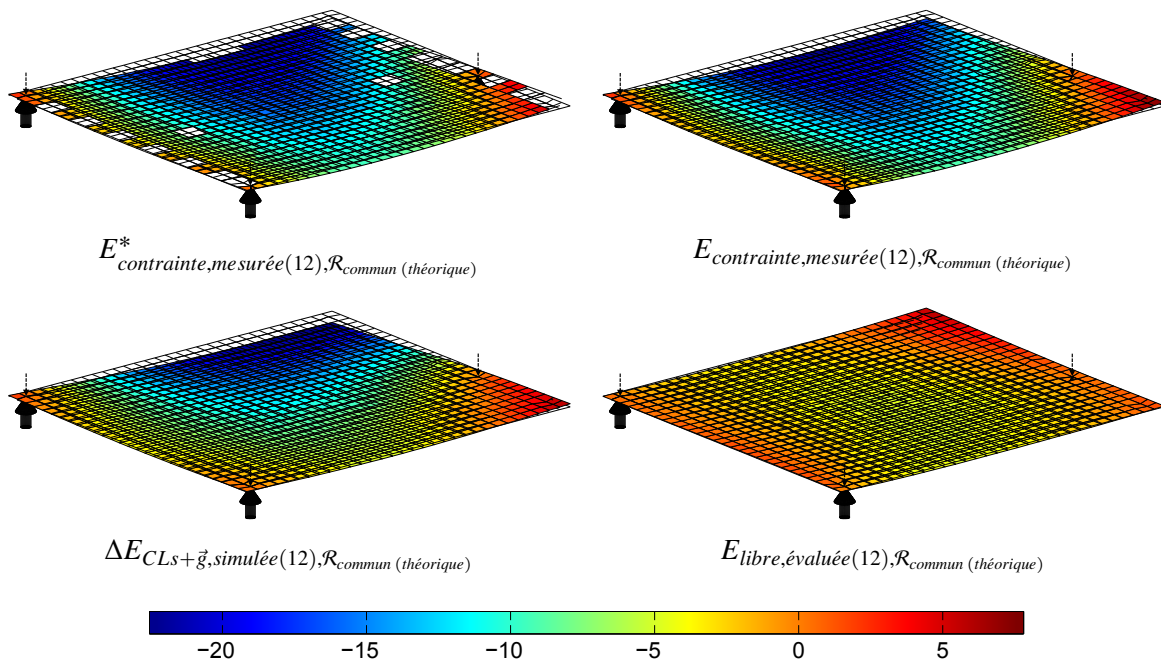 E*contrainte,mesurée(12),ℛcommun (théorique)
Econtrainte,mesurée(12),ℛcommun (théorique)
ΔECLs+g⃗,simulée(12),ℛcommun (théorique)
Elibre,évaluée(12),ℛcommun (théorique)
−20 −15 −10 −5 0 5